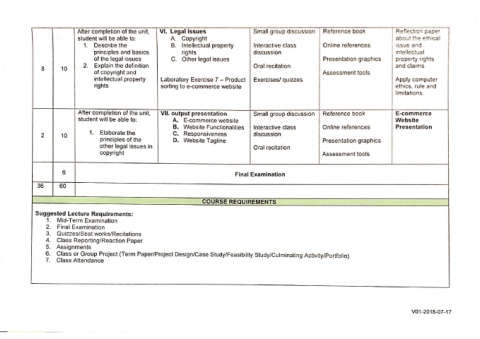 After completion of the unit,
student will be able to:
1. Describe the
principles and basics
of the legal issues
2. Explain the definition
of copyright and
intellectual property
rights
8
10
VI. Legal issues
A. Copyright
B. Intellectual property
rights
C. Other legal issues
Laboratory Exercise 7 – Product
sorting to e-commerce website
Small group discussion
Interactive class
discussion
Oral recitation
Exercises/ quizzes
Reference book
Online references
Presentation graphics
Assessment tools
Reflection paper
about the ethical
issue and
intellectual
property rights
and claims
Apply computer
ethics, rule and
limitations.
2
10
After completion of the unit,
student will be able to:
1. Elaborate the
principles of the
other legal issues in
copyright
VII. output presentation
A. E-commerce website
B. Website Functionalities
C. Responsiveness
D. Website Tagline
Small group discussion
Interactive class
discussion
Oral recitation
Reference book
Online references
Presentation graphics
Assessment tools
E-commerce
Website
Presentation
6
Final Examination
36
60
COURSE REQUIREMENTS
Suggested Lecture Requirements:
1. Mid-Term Examination
2. Final Examination
3. Quizzes/Seat works/Recitations
4. Class Reporting/Reaction Paper
5. Assignments
6. Class or Group Project (Term Paper/Project Design/Case Study/Feasibility Study/Culminating Activity/Portfolio)
7. Class Attendance
V01-2018-07-17